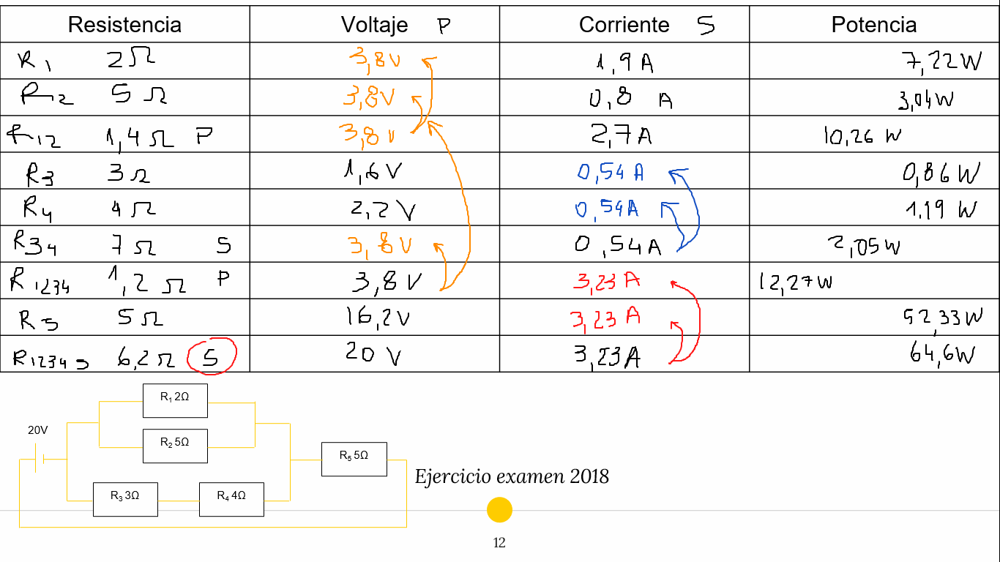 Resistencia Voltaje P Corriente S Potencia
R1 2Ω 3,8V 1,9A 7,22W
R2 5Ω 3,8V 0,8A 3,04W
R12 1,4Ω P 3,8V 2,7A 10,26W
R3 3Ω 1,6V 0,54A 0,86W
R4 4Ω 2,2V 0,54A 1,19W
R34 7Ω S 3,8V 0,54A 2,05W
R1234 1,2Ω P 3,8V 3,23A 12,27W
R5 5Ω 16,2V 3,23A 52,33W
R12345 6,2Ω S 20V 3,23A 64,6W
R₁ 2Ω
20V
R₂ 5Ω
R₅ 5Ω
Ejercicio examen 2018
R₃ 3Ω R₄ 4Ω
12